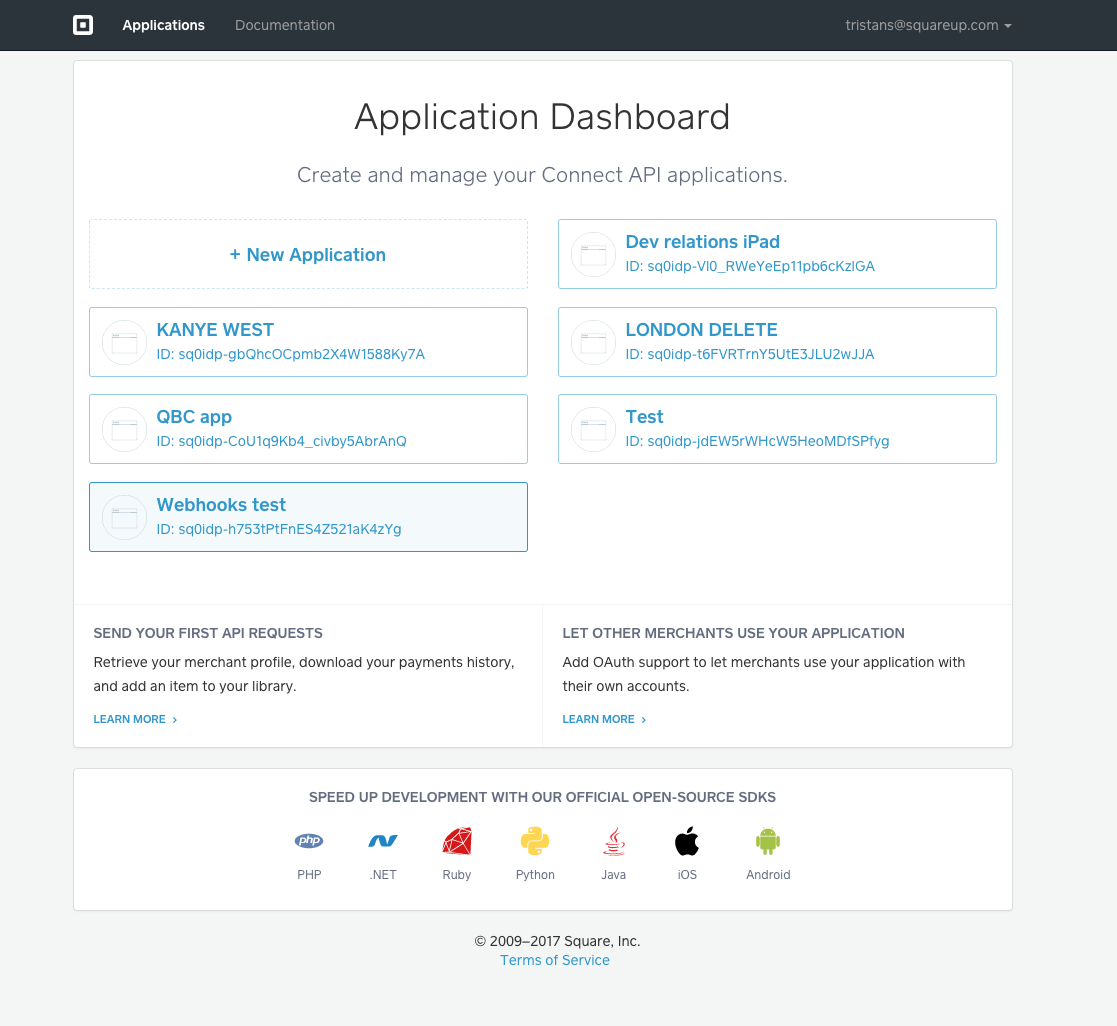 Applications
Documentation
tristans@squareup.com
Application Dashboard
Create and manage your Connect API applications.
+ New Application
Dev relations iPad
ID: sq0idp-Vl0_RWeYeEp11pb6cKzlGA
KANYE WEST
ID: sq0idp-gbQhcOCpmb2X4W1588Ky7A
LONDON DELETE
ID: sq0idp-t6FVRTrnY5UtE3JLU2wJJA
QBC app
ID: sq0idp-CoU1q9Kb4_civby5AbrAnQ
Test
ID: sq0idp-jdEW5rWHcW5HeoMDfSPfyg
Webhooks test
ID: sq0idp-h753tPtFnES4Z521aK4zYg
SEND YOUR FIRST API REQUESTS
Retrieve your merchant profile, download your payments history,
and add an item to your library.
LEARN MORE ›
LET OTHER MERCHANTS USE YOUR APPLICATION
Add OAuth support to let merchants use your application with
their own accounts.
LEARN MORE ›
SPEED UP DEVELOPMENT WITH OUR OFFICIAL OPEN-SOURCE SDKS
php
PHP
.NET
Ruby
Python
Java
iOS
Android
© 2009–2017 Square, Inc.
Terms of Service